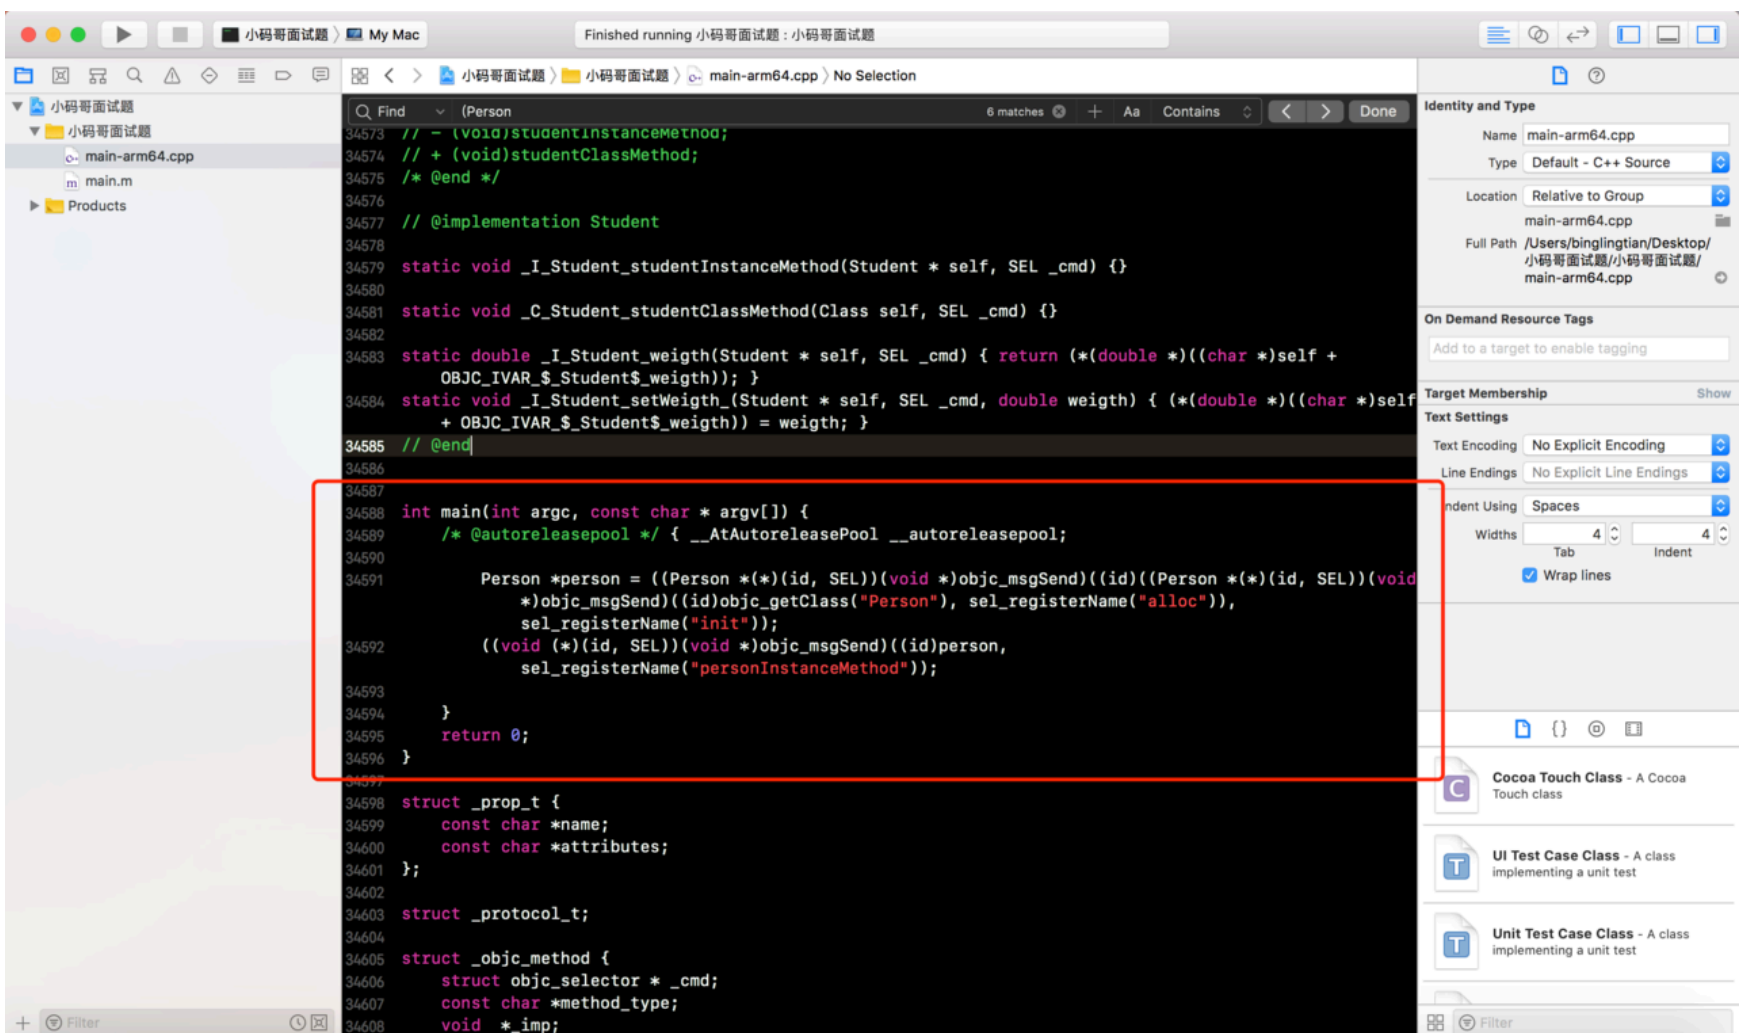 小码哥面试题 〉 My Mac
Finished running 小码哥面试题 : 小码哥面试题
小码哥面试题 〉 小码哥面试题 〉 main-arm64.cpp 〉 No Selection
小码哥面试题
小码哥面试题
main-arm64.cpp
main.m
Products
Filter
Find (Person 6 matches Aa Contains Done
34573 // – (void)studentInstanceMethod;
34574 // + (void)studentClassMethod;
34575 /* @end */
34576
34577 // @implementation Student
34578
34579 static void _I_Student_studentInstanceMethod(Student * self, SEL _cmd) {}
34580
34581 static void _C_Student_studentClassMethod(Class self, SEL _cmd) {}
34582
34583 static double _I_Student_weigth(Student * self, SEL _cmd) { return (*(double *)((char *)self +
OBJC_IVAR_$_Student$_weigth)); }
34584 static void _I_Student_setWeigth_(Student * self, SEL _cmd, double weigth) { (*(double *)((char *)self
+ OBJC_IVAR_$_Student$_weigth)) = weigth; }
34585 // @end
34586
34587
34588 int main(int argc, const char * argv[]) {
34589 /* @autoreleasepool */ { __AtAutoreleasePool __autoreleasepool;
34590
34591 Person *person = ((Person *(*)(id, SEL))(void *)objc_msgSend)((id)((Person *(*)(id, SEL))(void
*)objc_msgSend)((id)objc_getClass("Person"), sel_registerName("alloc")),
sel_registerName("init"));
34592 ((void (*)(id, SEL))(void *)objc_msgSend)((id)person,
sel_registerName("personInstanceMethod"));
34593
34594 }
34595 return 0;
34596 }
34597
34598 struct _prop_t {
34599 const char *name;
34600 const char *attributes;
34601 };
34602
34603 struct _protocol_t;
34604
34605 struct _objc_method {
34606 struct objc_selector * _cmd;
34607 const char *method_type;
34608 void *_imp;
Identity and Type
Name main-arm64.cpp
Type Default - C++ Source
Location Relative to Group
main-arm64.cpp
Full Path /Users/binglingtian/Desktop/
小码哥面试题/小码哥面试题/
main-arm64.cpp
On Demand Resource Tags
Add to a target to enable tagging
Target Membership Show
Text Settings
Text Encoding No Explicit Encoding
Line Endings No Explicit Line Endings
ndent Using Spaces
Widths 4 4
Tab Indent
Wrap lines
{}
C
Cocoa Touch Class - A Cocoa
Touch class
T
UI Test Case Class - A class
implementing a unit test
T
Unit Test Case Class - A class
implementing a unit test
Filter